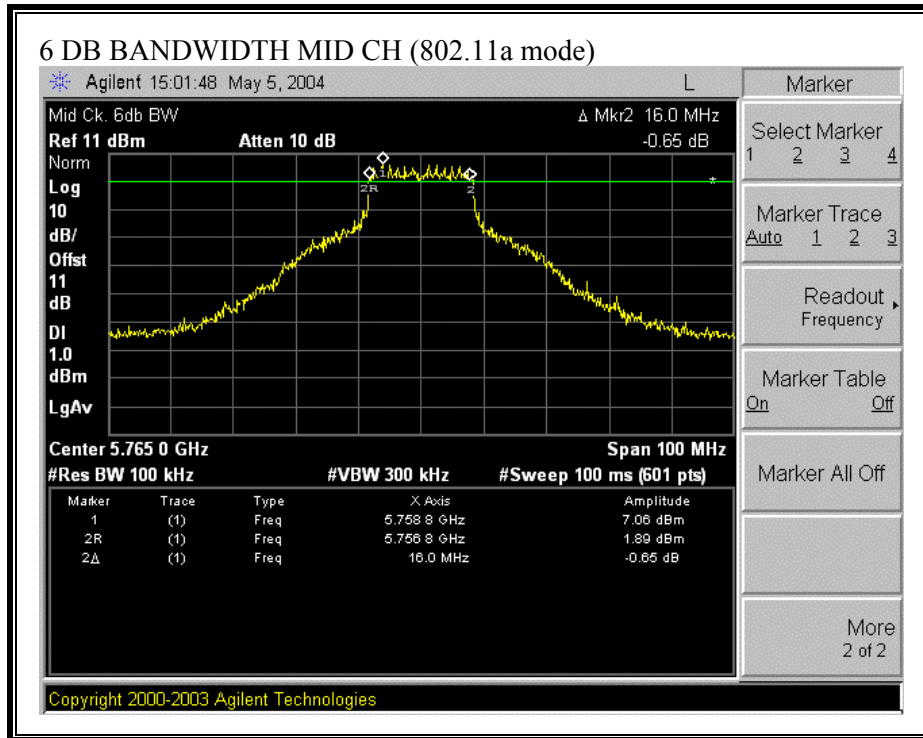 6 DB BANDWIDTH MID CH (802.11a mode)
Agilent 15:01:48 May 5, 2004 L
Mid Ck. 6db BW Δ Mkr2 16.0 MHz
Ref 11 dBm Atten 10 dB -0.65 dB
Norm
Log
10
dB/
Offst
11
dB
DI
1.0
dBm
LgAv
1
2R
2
*
Center 5.765 0 GHz Span 100 MHz
#Res BW 100 kHz #VBW 300 kHz #Sweep 100 ms (601 pts)
Marker Trace Type X Axis Amplitude
1 (1) Freq 5.758 8 GHz 7.06 dBm
2R (1) Freq 5.756 8 GHz 1.89 dBm
2Δ (1) Freq 16.0 MHz -0.65 dB
Marker
Select Marker
1 2 3 4
Marker Trace
Auto 1 2 3
Readout
Frequency
Marker Table
On Off
Marker All Off
More
2 of 2
Copyright 2000-2003 Agilent Technologies